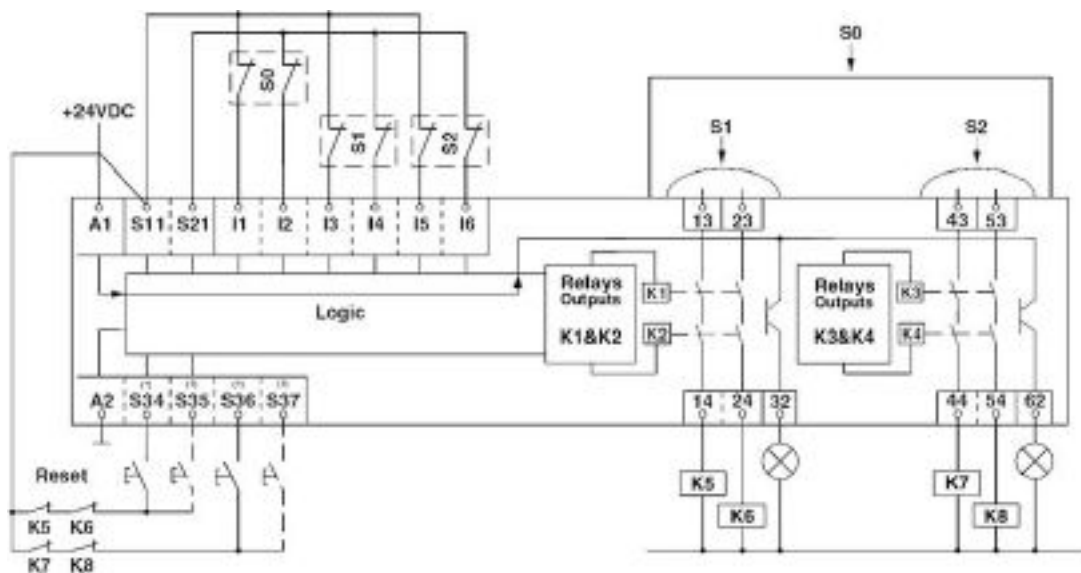 S0
S0
+24VDC
S1
S2
S1
S2
A1 S11 S21 I1 I2 I3 I4 I5 I6
13 23
43 53
Relays
Outputs
K1&K2
K1
K2
Relays
Outputs
K3&K4
K3
K4
Logic
A2 S34 S35 S36 S37
14 24 32
44 54 62
Reset
K5 K6
K7 K8
K5
K6
K7
K8